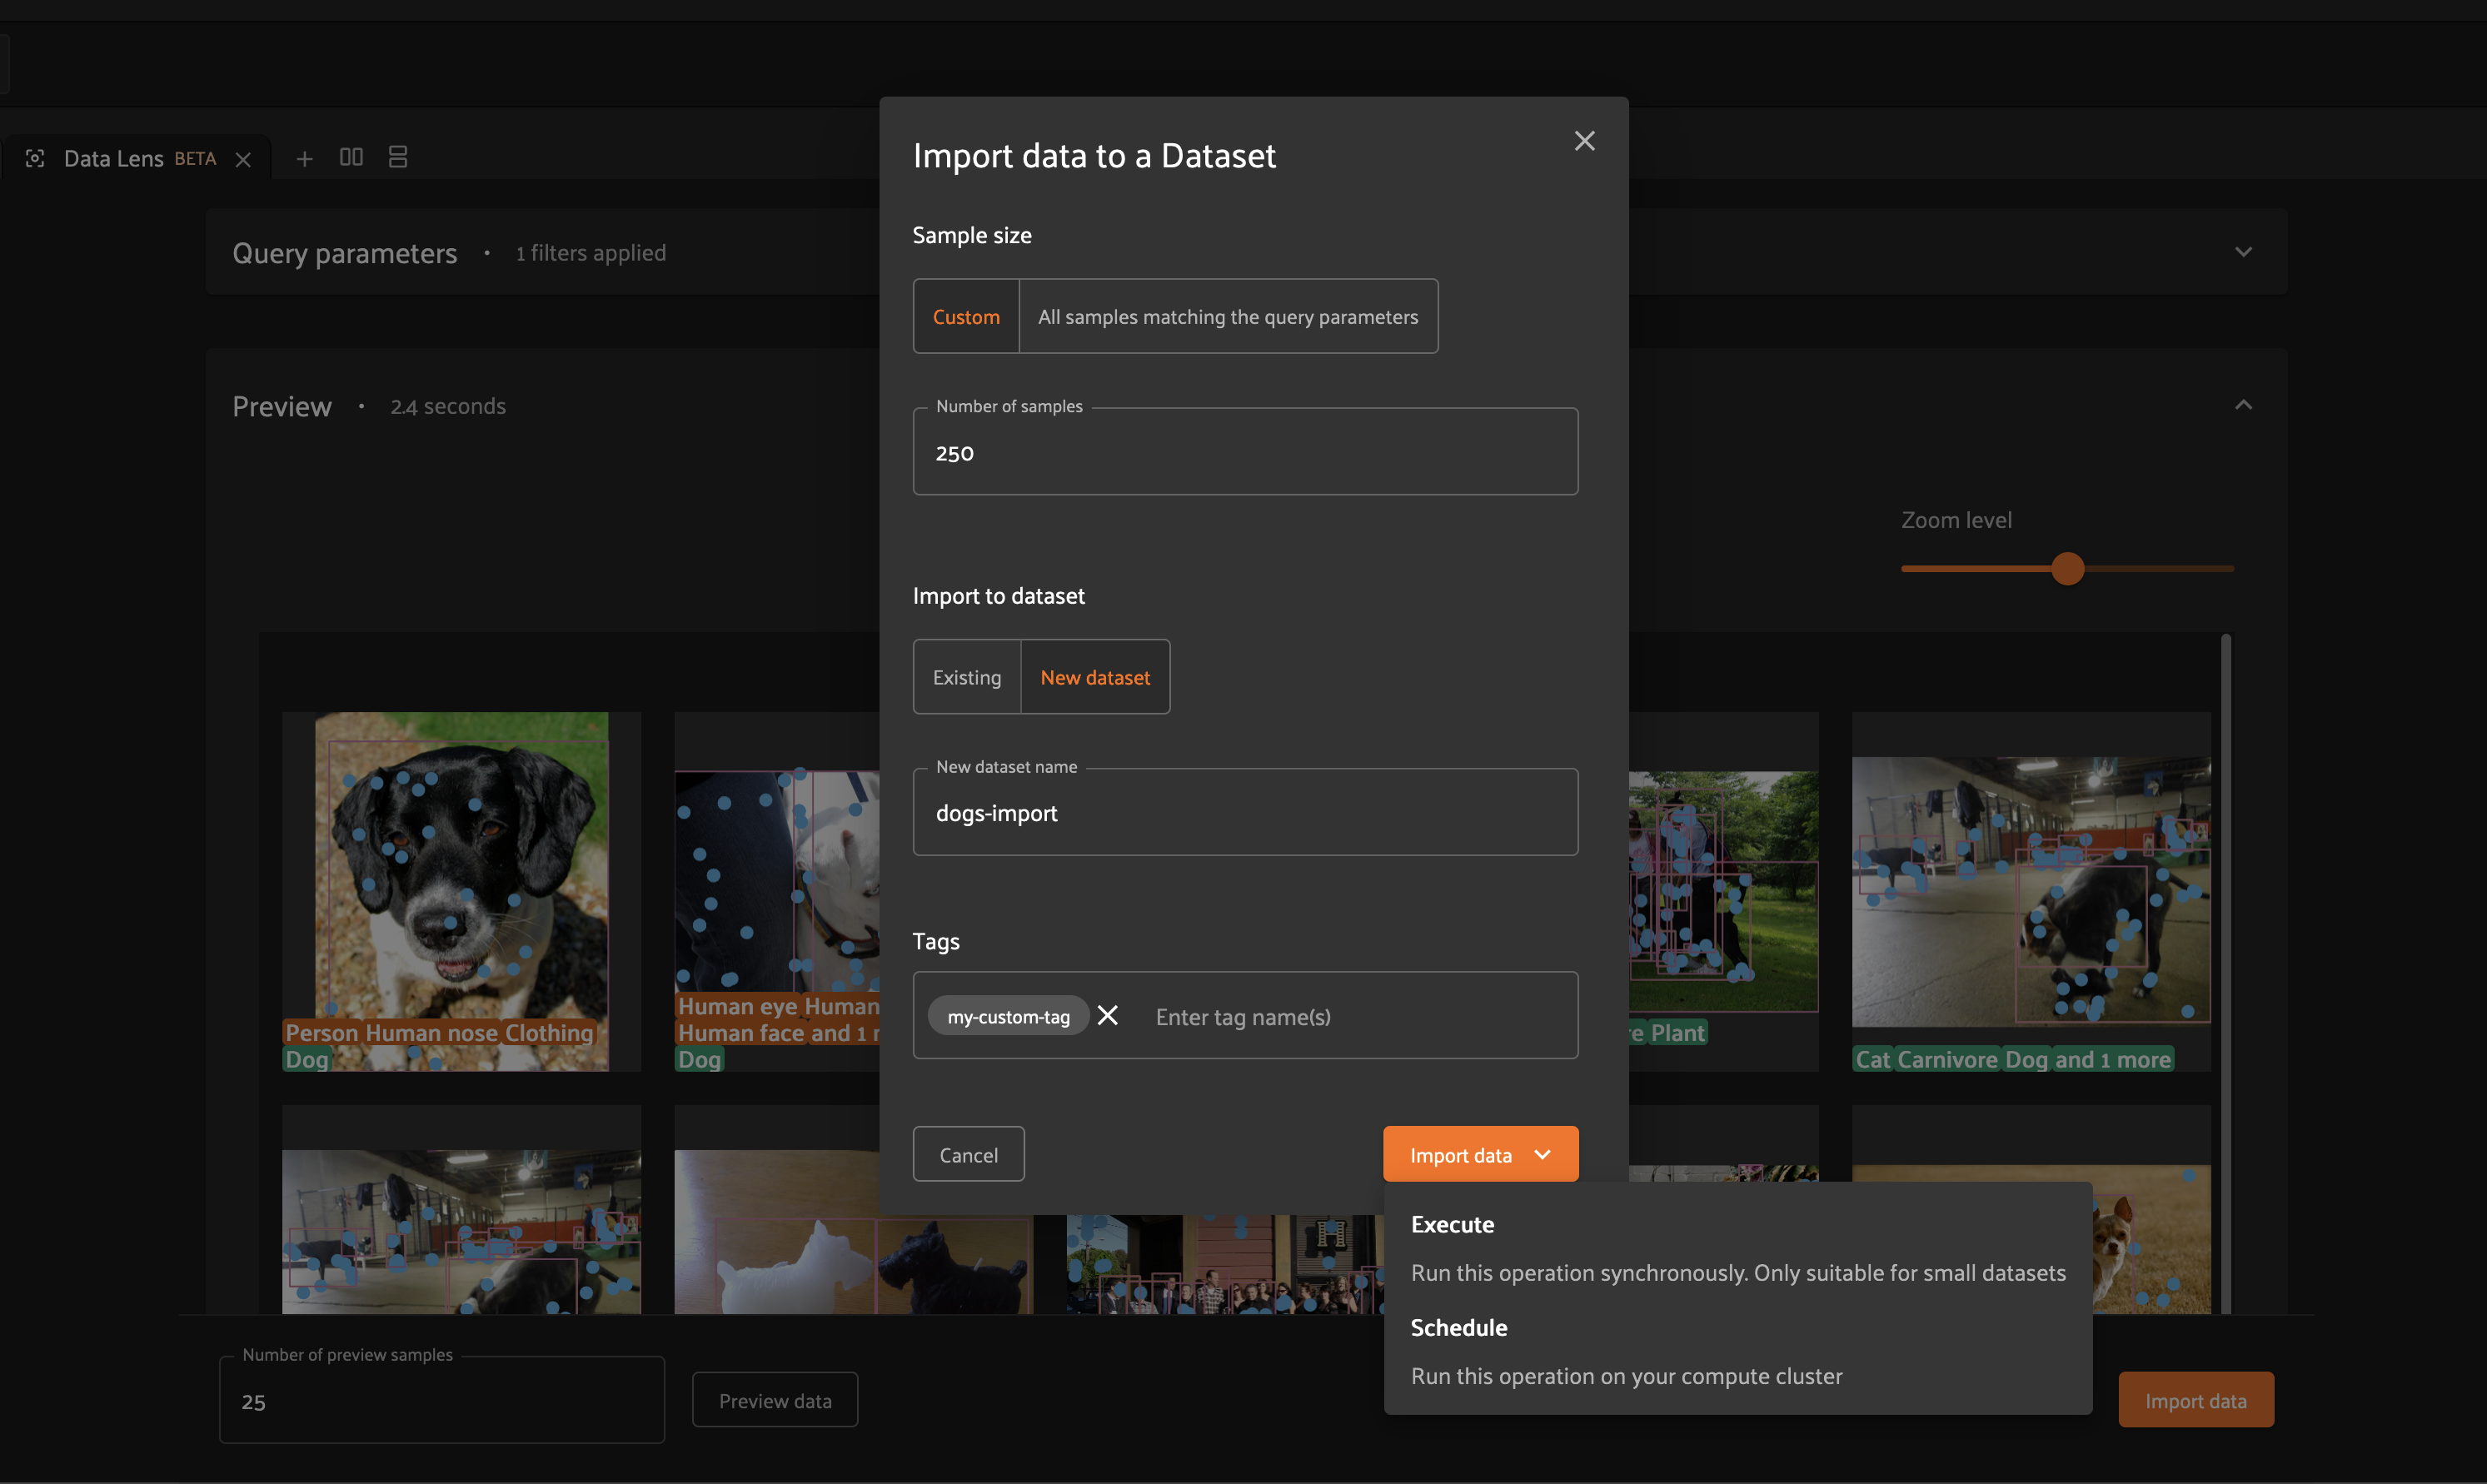 Data Lens BETA
Import data to a Dataset
Query parameters • 1 filters applied
Sample size
Custom
All samples matching the query parameters
Preview • 2.4 seconds
Number of samples
250
Zoom level
Import to dataset
Existing
New dataset
New dataset name
dogs-import
Tags
my-custom-tag
Enter tag name(s)
Person Human nose Clothing
Dog
Human eye Human
Human face and 1
Dog
Plant
Cat Carnivore Dog and 1 more
Cancel
Import data
Execute
Run this operation synchronously. Only suitable for small datasets
Schedule
Run this operation on your compute cluster
Number of preview samples
25
Preview data
Import data